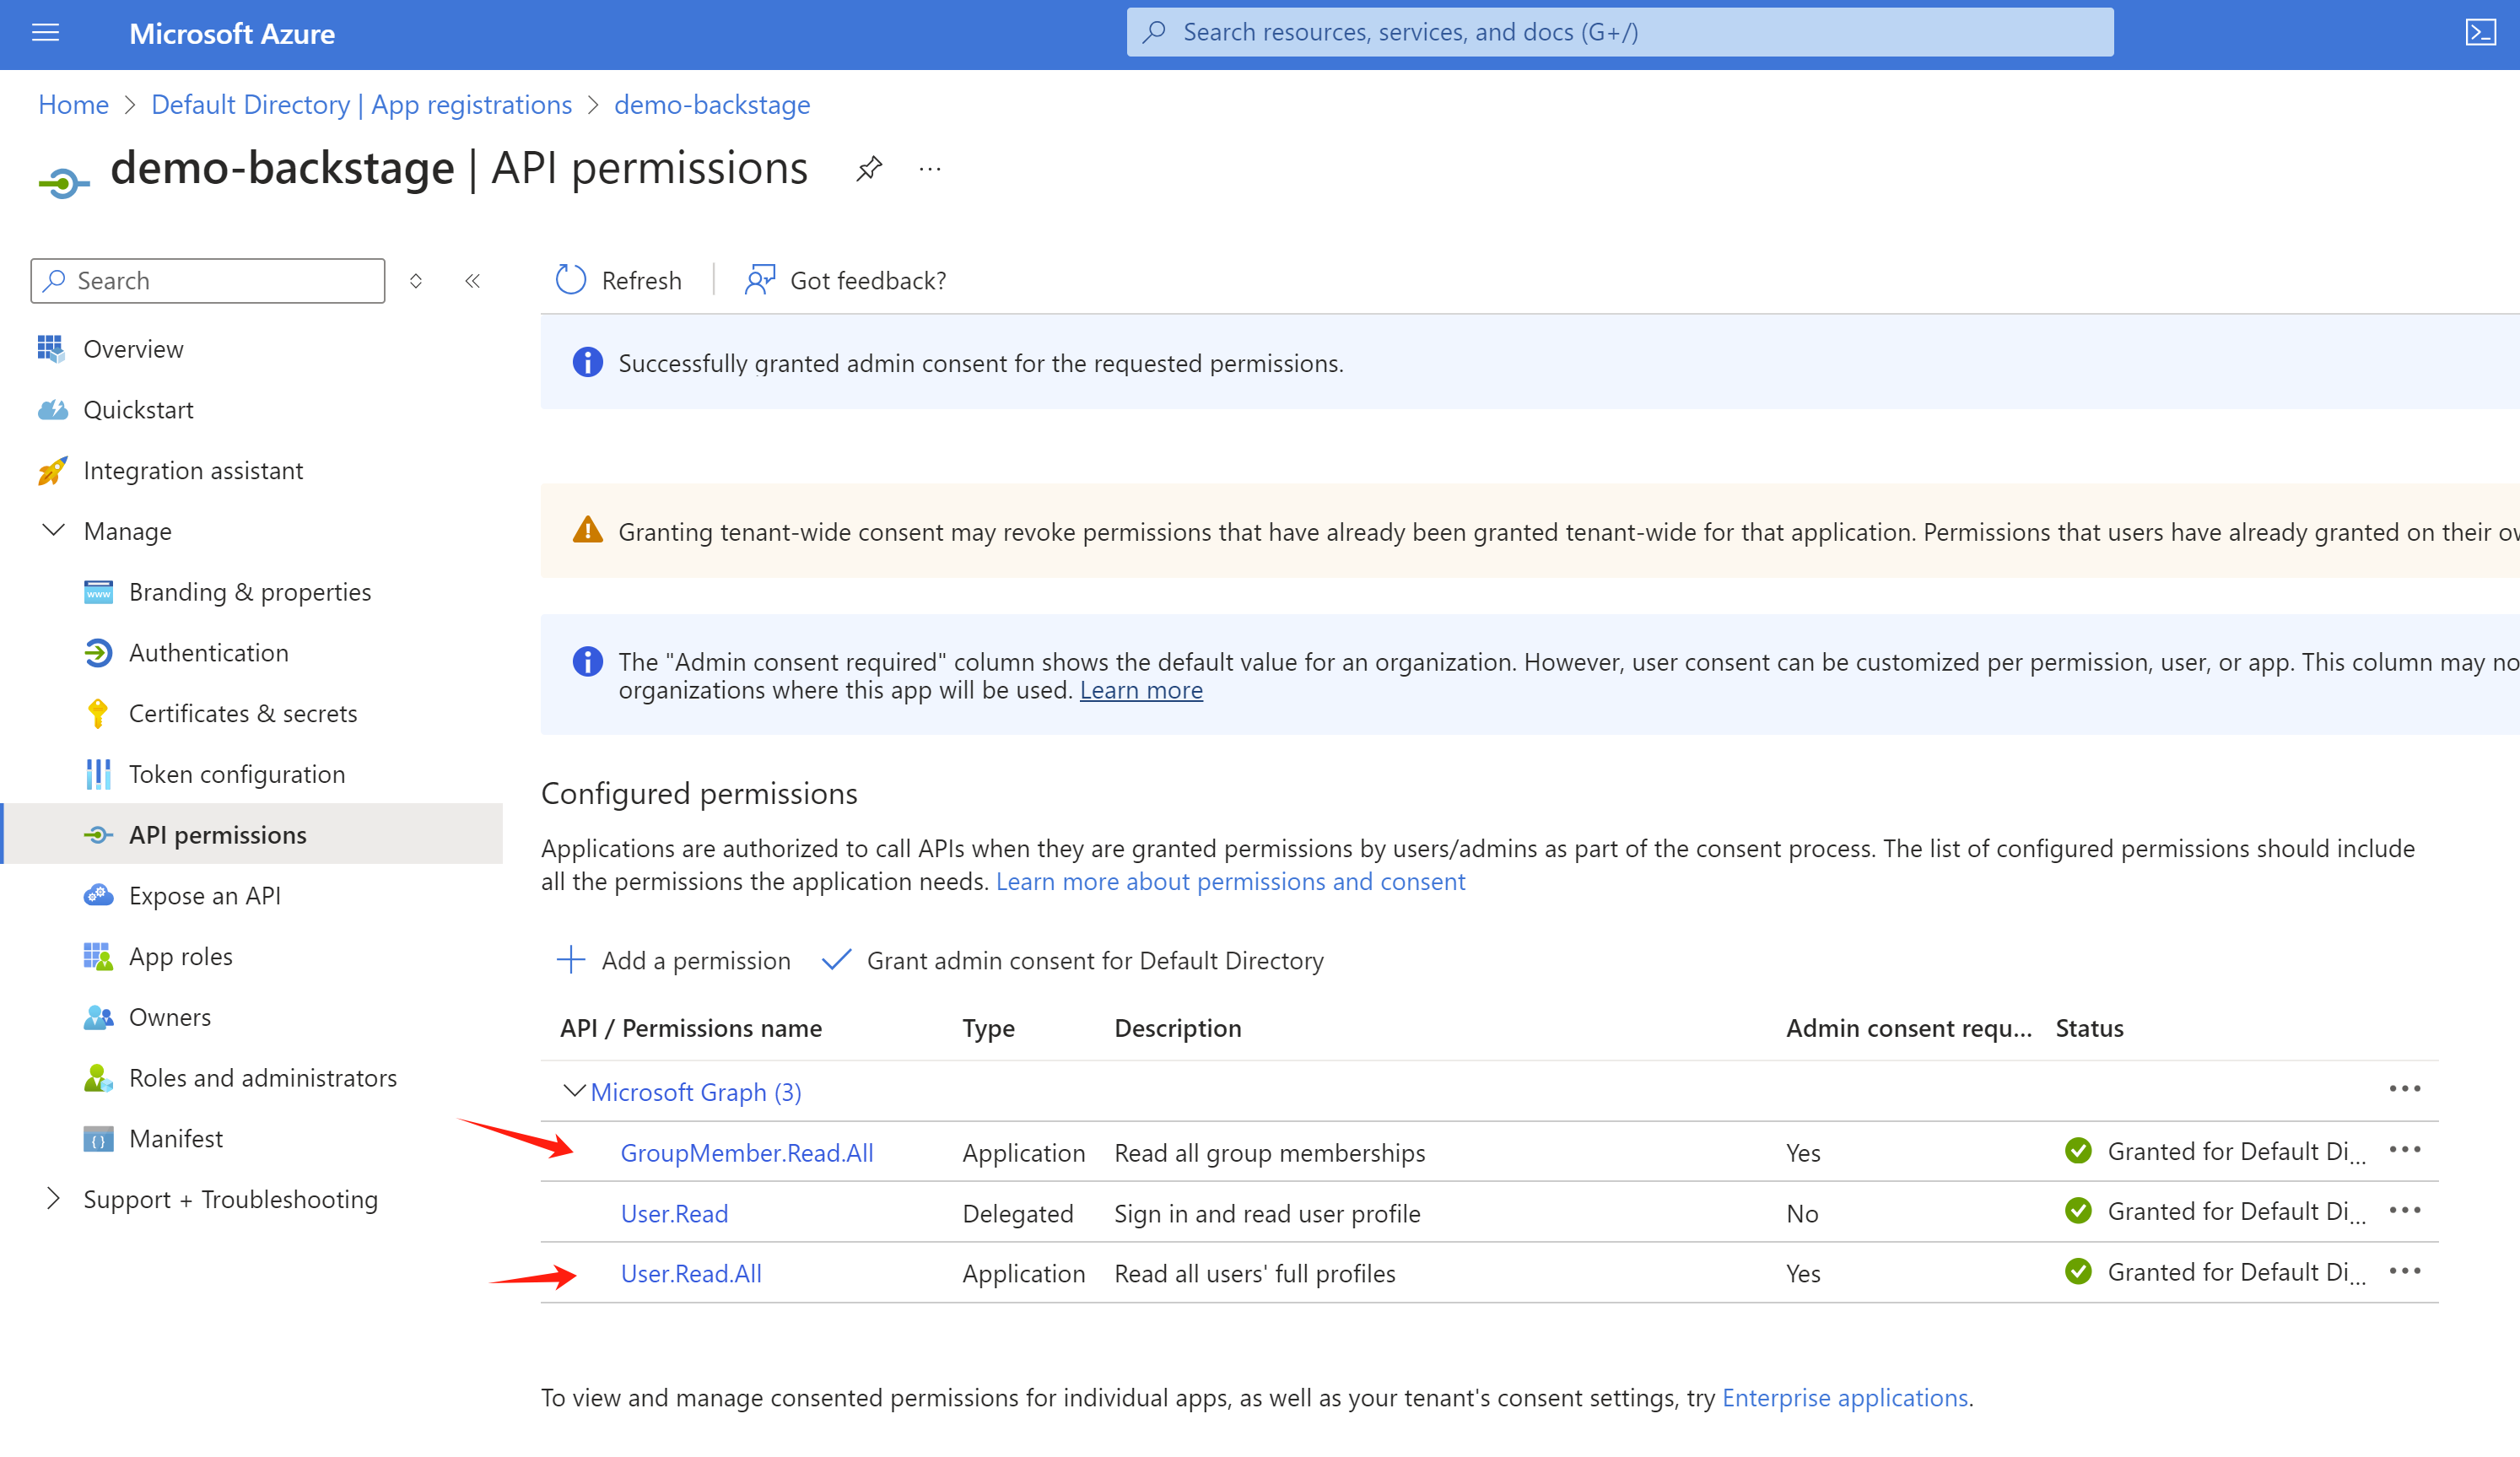 Microsoft Azure
Search resources, services, and docs (G+/)
Home > Default Directory | App registrations > demo-backstage
demo-backstage | API permissions
Search
Refresh
Got feedback?
Overview
Quickstart
Integration assistant
Manage
Branding & properties
Authentication
Certificates & secrets
Token configuration
API permissions
Expose an API
App roles
Owners
Roles and administrators
Manifest
Support + Troubleshooting
Successfully granted admin consent for the requested permissions.
Granting tenant-wide consent may revoke permissions that have already been granted tenant-wide for that application. Permissions that users have already granted on their
The "Admin consent required" column shows the default value for an organization. However, user consent can be customized per permission, user, or app. This column may
organizations where this app will be used. Learn more
Configured permissions
Applications are authorized to call APIs when they are granted permissions by users/admins as part of the consent process. The list of configured permissions should include
all the permissions the application needs. Learn more about permissions and consent
Add a permission
Grant admin consent for Default Directory
API / Permissions name Type Description Admin consent requ... Status
Microsoft Graph (3)
GroupMember.Read.All Application Read all group memberships Yes Granted for Default Di...
User.Read Delegated Sign in and read user profile No Granted for Default Di...
User.Read.All Application Read all users' full profiles Yes Granted for Default Di...
To view and manage consented permissions for individual apps, as well as your tenant's consent settings, try Enterprise applications.